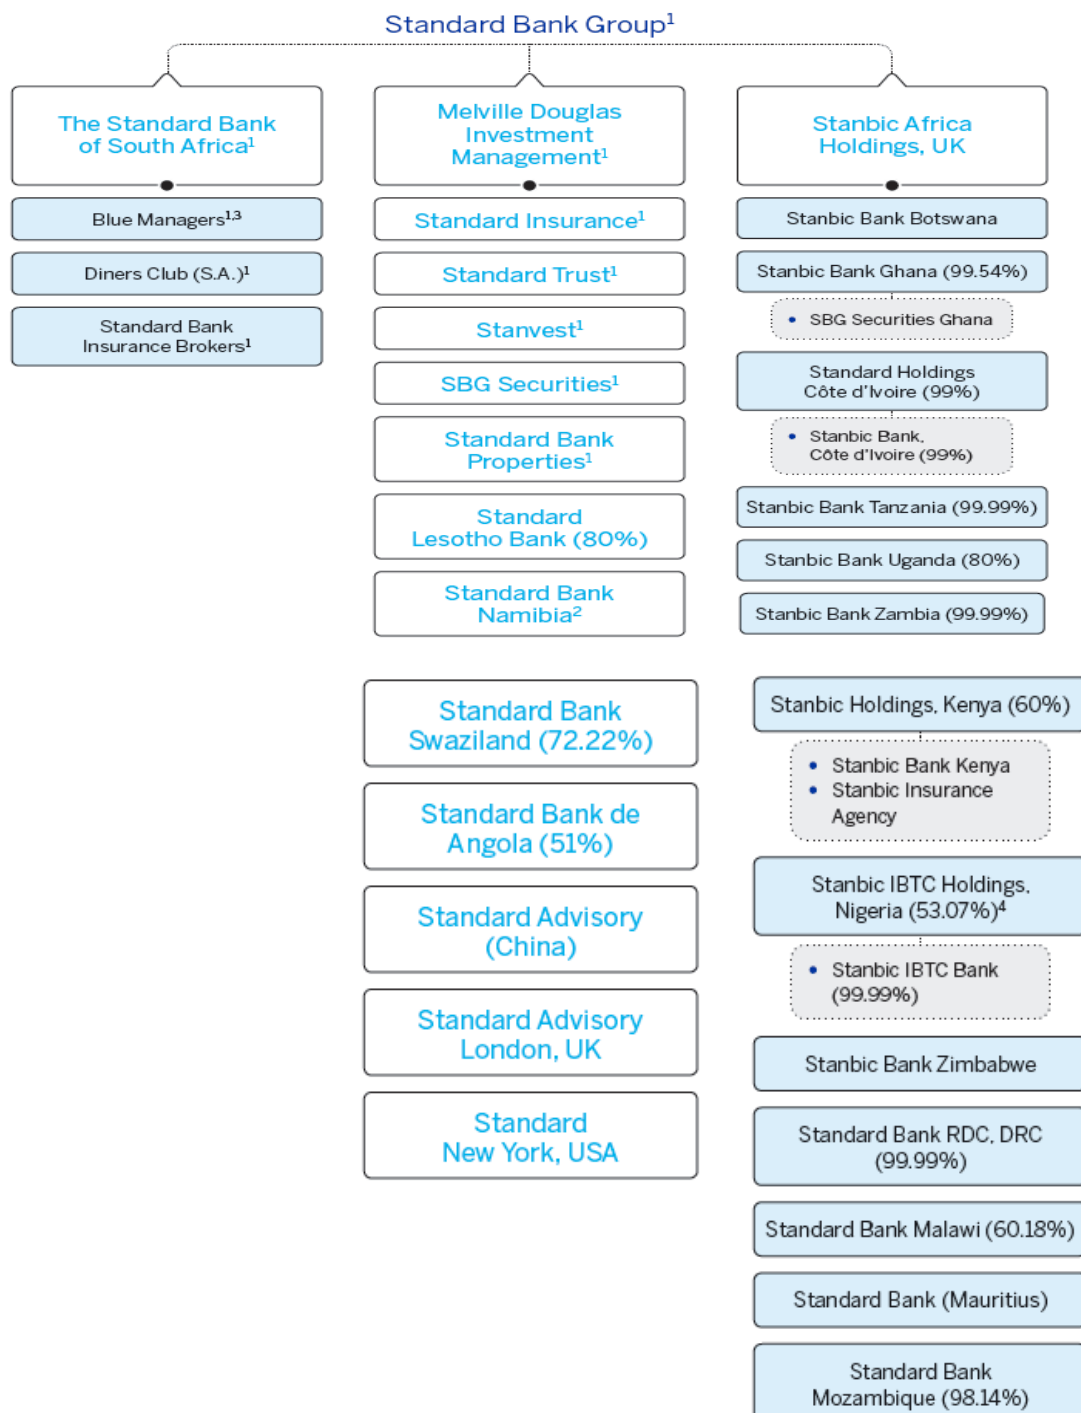 Standard Bank Group¹
The Standard Bank
of South Africa¹
Blue Managers¹,³
Diners Club (S.A.)¹
Standard Bank
Insurance Brokers¹
Melville Douglas
Investment
Management¹
Standard Insurance¹
Standard Trust¹
Stanvest¹
SBG Securities¹
Standard Bank
Properties¹
Standard
Lesotho Bank (80%)
Standard Bank
Namibia²
Standard Bank
Swaziland (72.22%)
Standard Bank de
Angola (51%)
Standard Advisory
(China)
Standard Advisory
London, UK
Standard
New York, USA
Stanbic Africa
Holdings, UK
Stanbic Bank Botswana
Stanbic Bank Ghana (99.54%)
• SBG Securities Ghana
Standard Holdings
Côte d'Ivoire (99%)
• Stanbic Bank,
Côte d'Ivoire (99%)
Stanbic Bank Tanzania (99.99%)
Stanbic Bank Uganda (80%)
Stanbic Bank Zambia (99.99%)
Stanbic Holdings, Kenya (60%)
• Stanbic Bank Kenya
• Stanbic Insurance
Agency
Stanbic IBTC Holdings,
Nigeria (53.07%)⁴
• Stanbic IBTC Bank
(99.99%)
Stanbic Bank Zimbabwe
Standard Bank RDC, DRC
(99.99%)
Standard Bank Malawi (60.18%)
Standard Bank (Mauritius)
Standard Bank
Mozambique (98.14%)